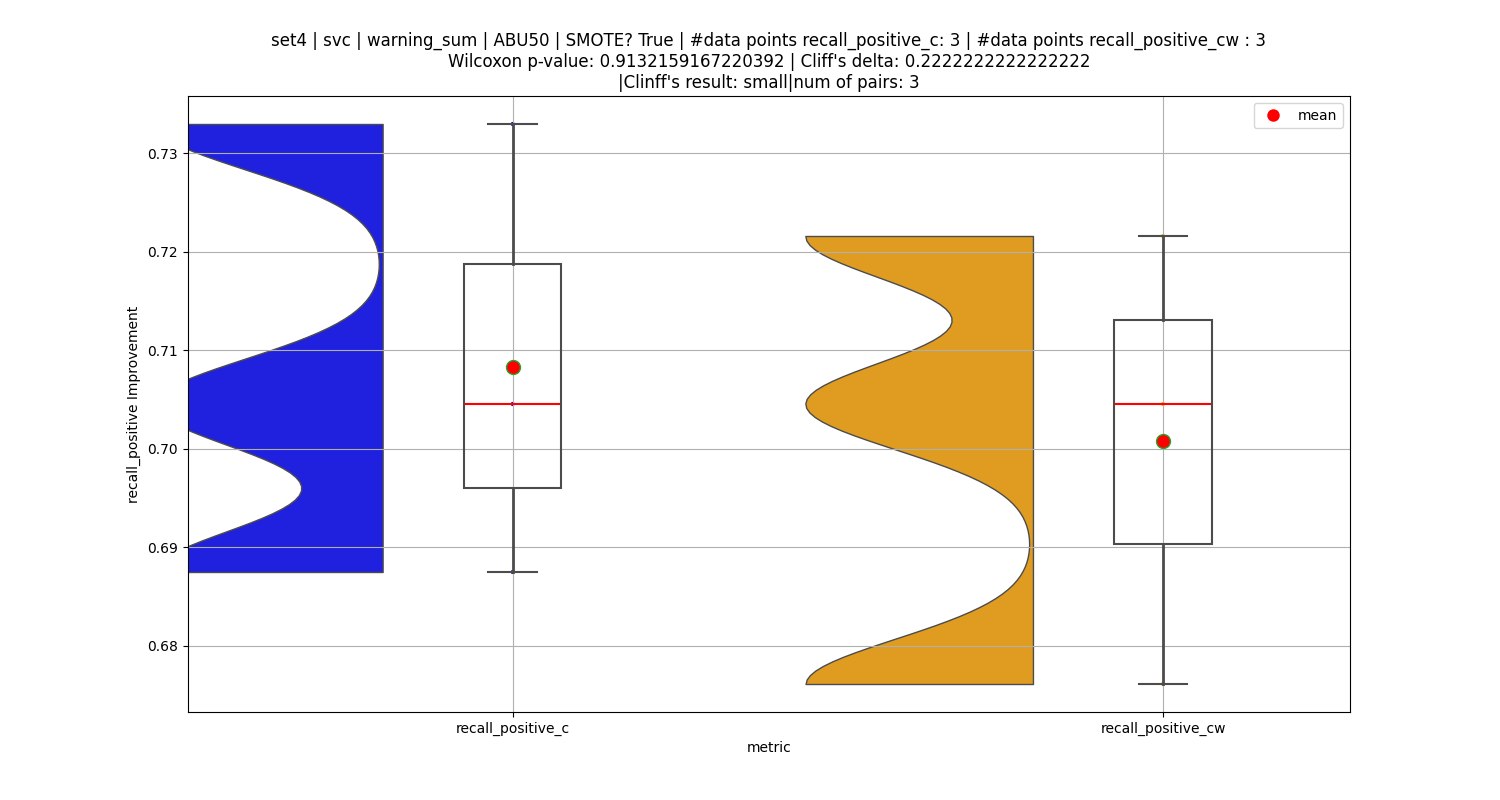 set4 | svc | warning_sum | ABU50 | SMOTE? True | #data points recall_positive_c: 3 | #data points recall_positive_cw : 3
Wilcoxon p-value: 0.9132159167220392 | Cliff's delta: 0.2222222222222222
|Clinff's result: small|num of pairs: 3
mean
0.73
0.72
0.71
0.70
0.69
0.68
recall_positive Improvement
recall_positive_c
recall_positive_cw
metric